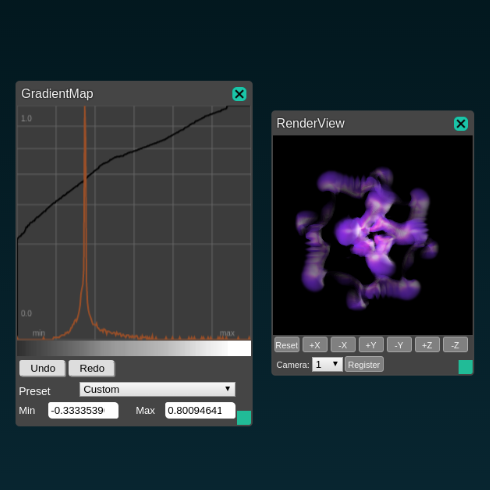 GradientMap
1.0
0.0
min max
Undo Redo
Preset Custom
Min -0.3333539 Max 0.80094641
RenderView
Reset +X -X +Y -Y +Z -Z
Camera: 1 Register